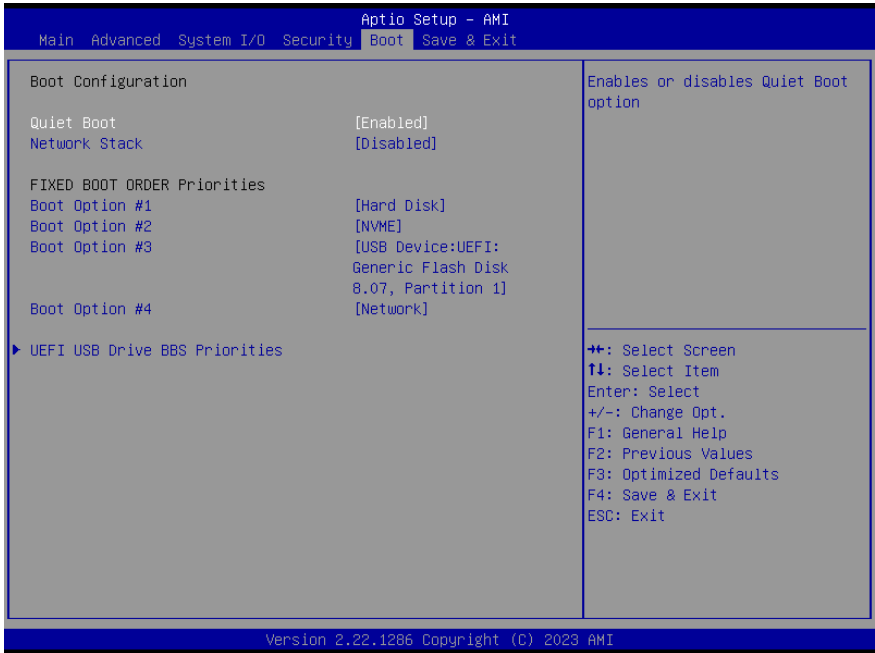 Aptio Setup – AMI
Main Advanced System I/O Security Boot Save & Exit
Boot Configuration
Quiet Boot [Enabled]
Network Stack [Disabled]
FIXED BOOT ORDER Priorities
Boot Option #1 [Hard Disk]
Boot Option #2 [NVME]
Boot Option #3 [USB Device:UEFI:
Generic Flash Disk
8.07, Partition 1]
Boot Option #4 [Network]
▶ UEFI USB Drive BBS Priorities
Enables or disables Quiet Boot
option
→←: Select Screen
↑↓: Select Item
Enter: Select
+/-: Change Opt.
F1: General Help
F2: Previous Values
F3: Optimized Defaults
F4: Save & Exit
ESC: Exit
Version 2.22.1286 Copyright (C) 2023 AMI